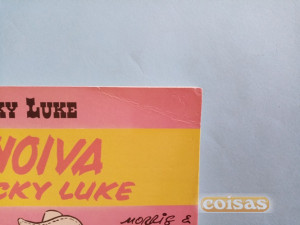 KY LUKE
NOIVA
CKY LUKE
MORRIS &
coisas